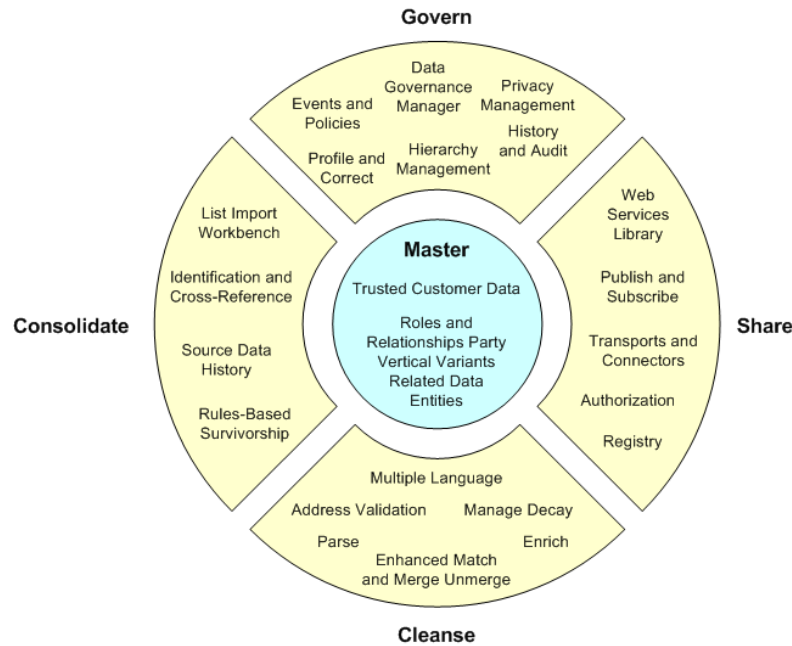 Govern
Data
Governance
Manager
Privacy
Management
Events and
Policies
History
and Audit
Hierarchy
Management
Profile and
Correct
Consolidate
List Import
Workbench
Identification and
Cross-Reference
Source Data
History
Rules-Based
Survivorship
Master
Trusted Customer Data
Roles and
Relationships Party
Vertical Variants
Related Data
Entities
Share
Web
Services
Library
Publish and
Subscribe
Transports and
Connectors
Authorization
Registry
Multiple Language
Address Validation
Manage Decay
Parse
Enrich
Enhanced Match
and Merge Unmerge
Cleanse